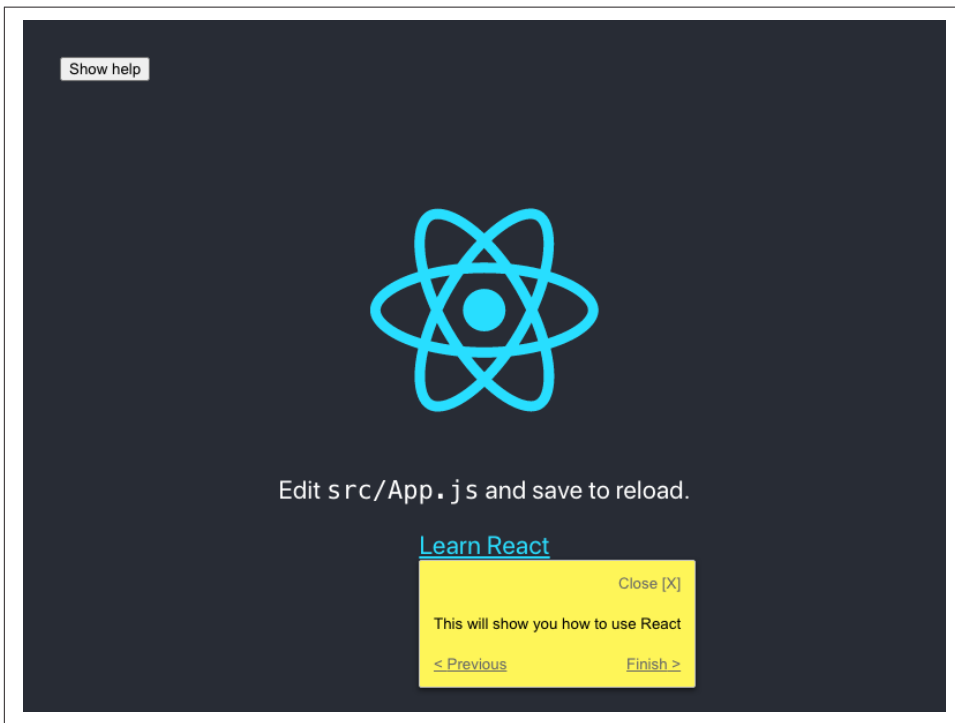 Show help
Edit src/App.js and save to reload.
Learn React
Close [X]
This will show you how to use React
< Previous Finish >